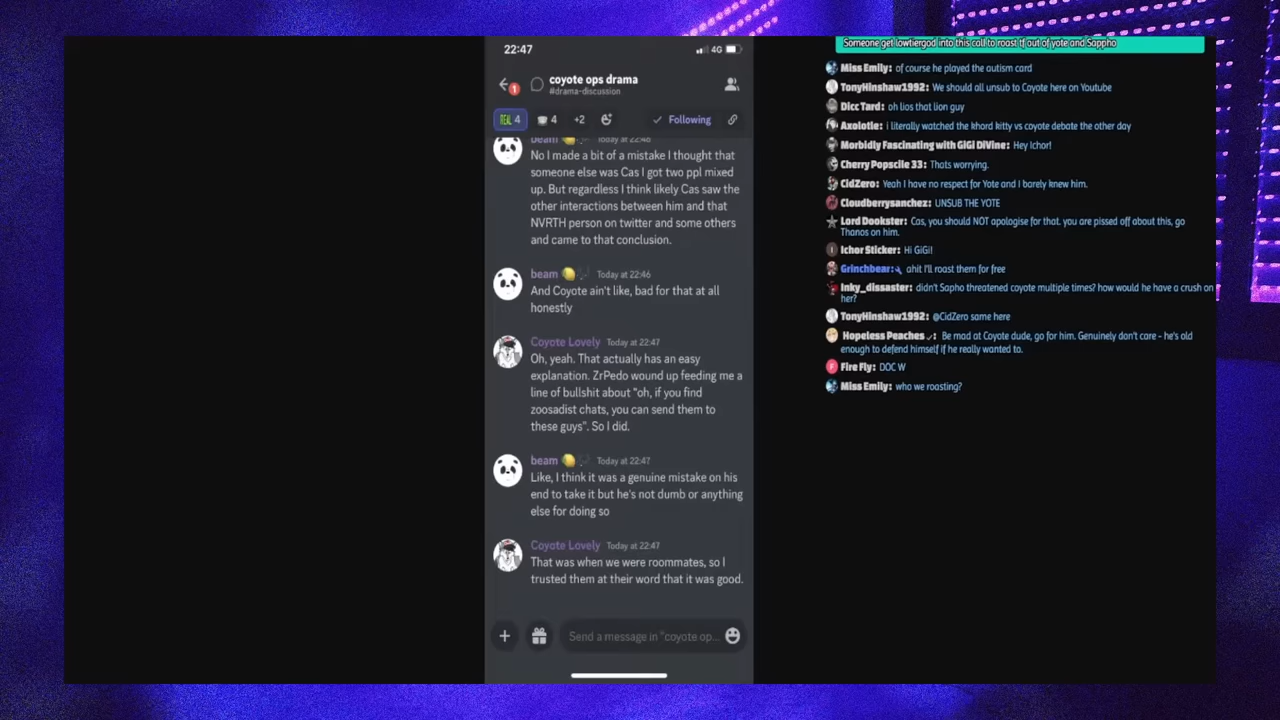 22:47
4G
1
coyote ops drama
#drama-discussion
REAL 4
4
+2
Following
beam Today at 22:46
No I made a bit of a mistake I thought that
someone else was Cas I got two ppl mixed
up. But regardless I think likely Cas saw the
other interactions between him and that
NVRTH person on twitter and some others
and came to that conclusion.
beam Today at 22:46
And Coyote ain't like, bad for that at all
honestly
Coyote Lovely Today at 22:47
Oh, yeah. That actually has an easy
explanation. ZrPedo wound up feeding me a
line of bullshit about "oh, if you find
zoosadist chats, you can send them to
these guys". So I did.
beam Today at 22:47
Like, I think it was a genuine mistake on his
end to take it but he's not dumb or anything
else for doing so
Coyote Lovely Today at 22:47
That was when we were roommates, so I
trusted them at their word that it was good.
Send a message in "coyote op...
Someone get lowtiergod into this call to roast tf out of yote and Sappho
Miss Emily: of course he played the autism card
TonyHinshaw1992: We should all unsub to Coyote here on Youtube
Dicc Tard: oh lios that lion guy
Axolotle: i literally watched the khord kitty vs coyote debate the other day
Morbidly Fascinating with GiGi DiVine: Hey Ichor!
Cherry Popscile 33: Thats worrying.
CidZero: Yeah I have no respect for Yote and I barely knew him.
Cloudberrysanchez: UNSUB THE YOTE
Lord Dookster: Cas, you should NOT apologise for that. you are pissed off about this, go
Thanos on him.
Ichor Sticker: Hi GiGi!
Grinchbear: ahit I'll roast them for free
Inky_dissaster: didn't Sapho threatened coyote multiple times? how would he have a crush on
her?
TonyHinshaw1992: @CidZero same here
Hopeless Peaches: Be mad at Coyote dude, go for him. Genuinely don't care - he's old
enough to defend himself if he really wanted to.
Fire Fly: DOC W
Miss Emily: who we roasting?